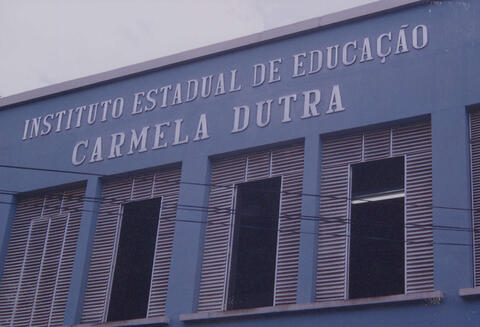 INSTITUTO ESTADUAL DE EDUCAÇÃO
CARMELA DUTRA